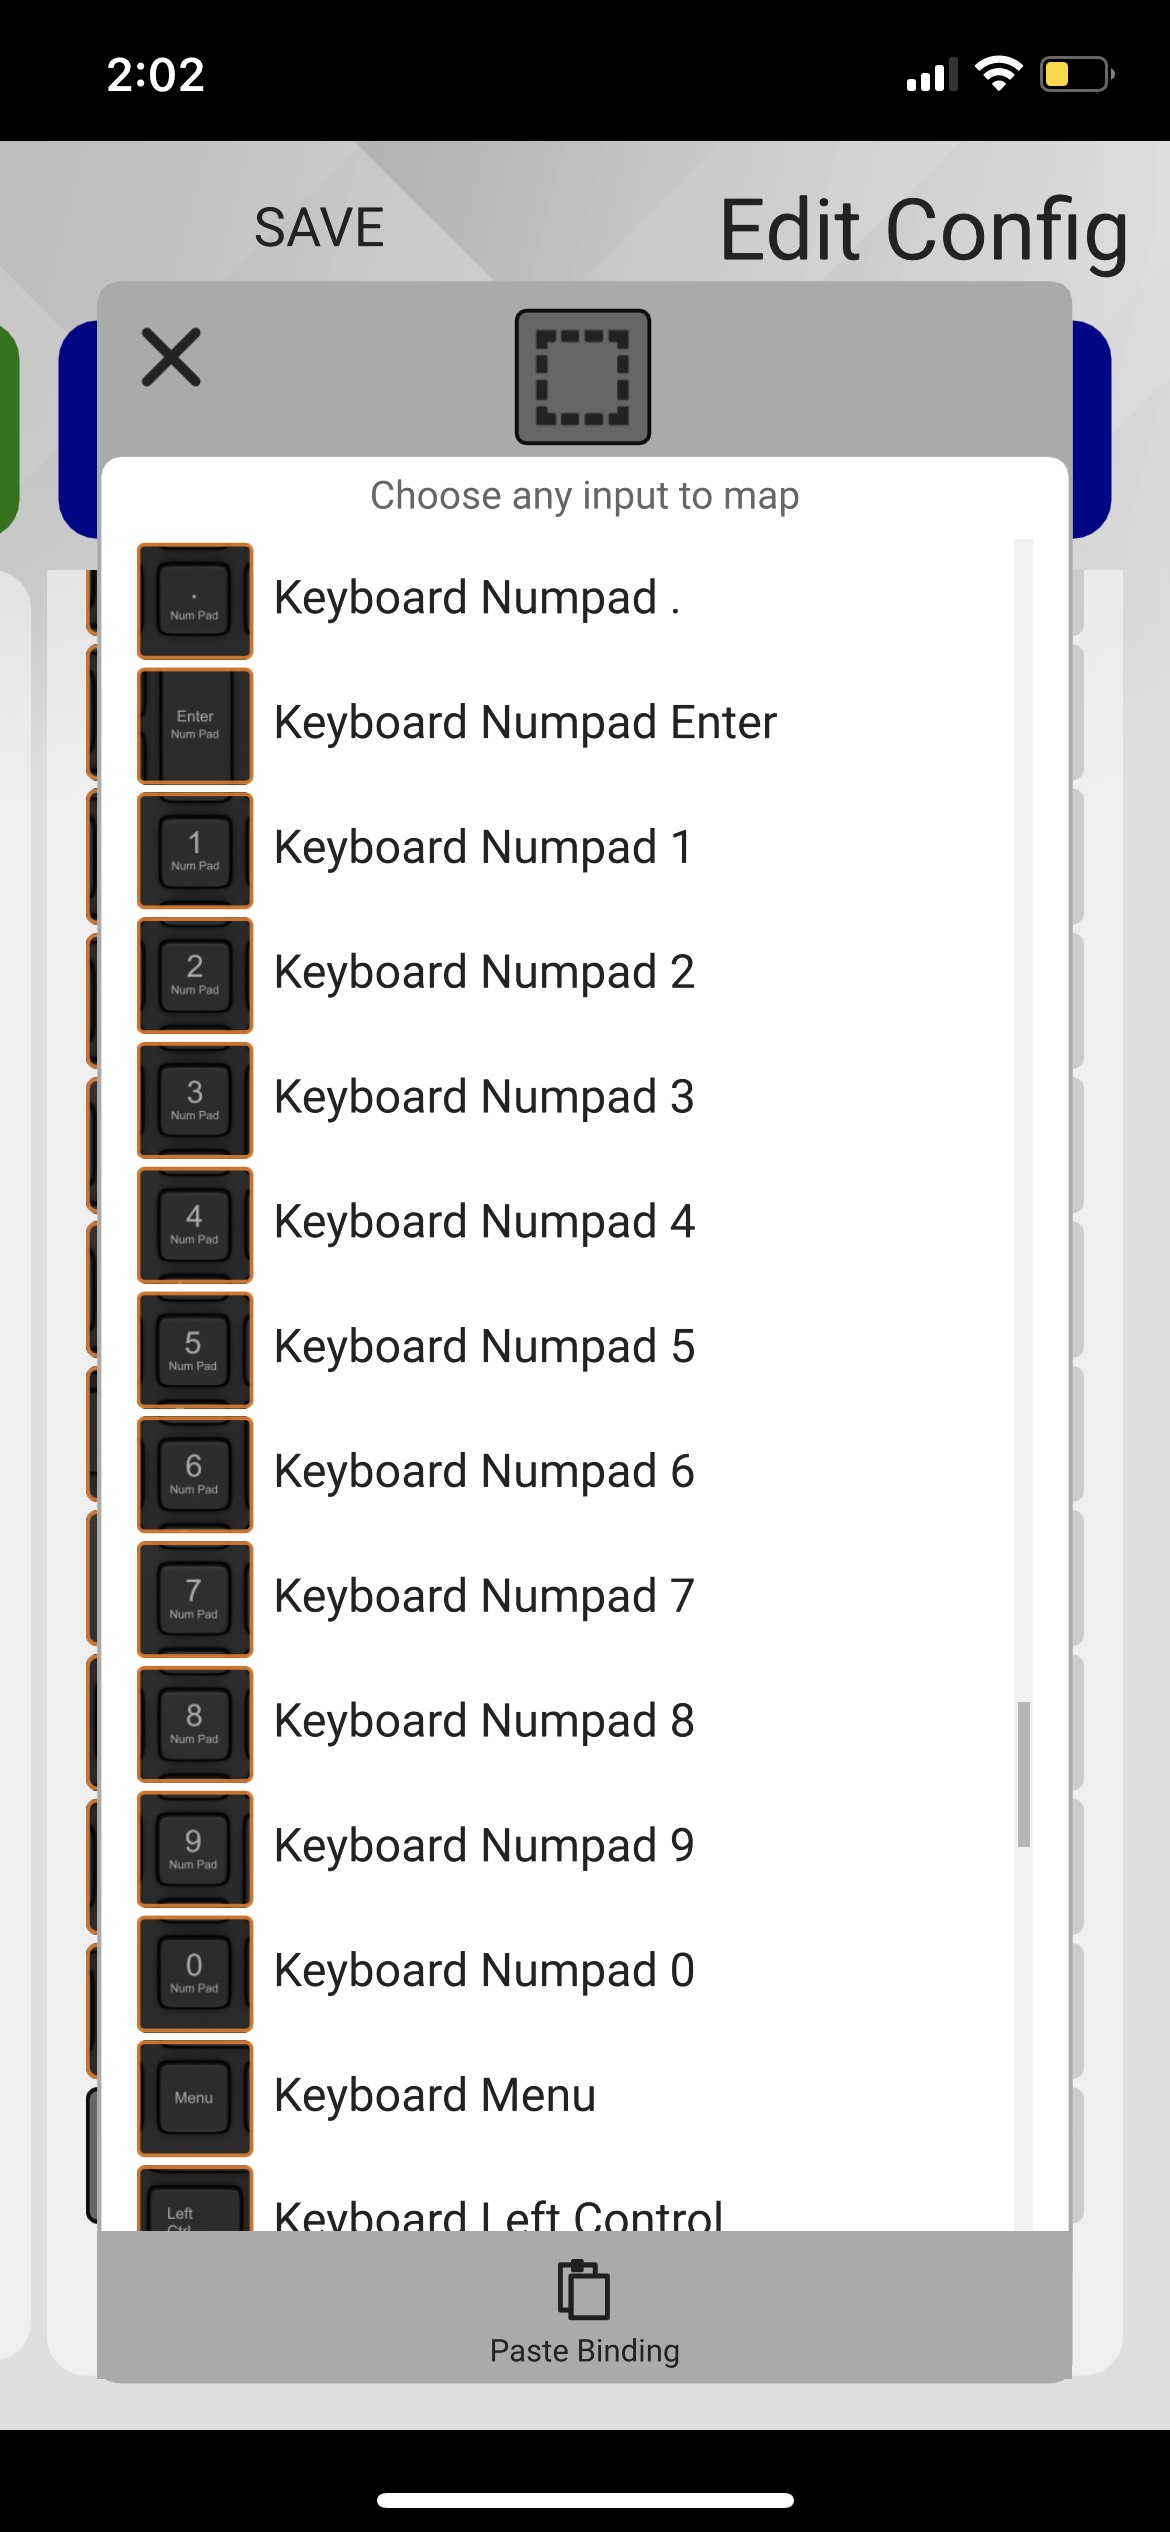 2:02
SAVE
Edit Config
Choose any input to map
.
Num Pad
Keyboard Numpad .
Enter
Num Pad
Keyboard Numpad Enter
1
Num Pad
Keyboard Numpad 1
2
Num Pad
Keyboard Numpad 2
3
Num Pad
Keyboard Numpad 3
4
Num Pad
Keyboard Numpad 4
5
Num Pad
Keyboard Numpad 5
6
Num Pad
Keyboard Numpad 6
7
Num Pad
Keyboard Numpad 7
8
Num Pad
Keyboard Numpad 8
9
Num Pad
Keyboard Numpad 9
0
Num Pad
Keyboard Numpad 0
Menu
Keyboard Menu
Left
Ctrl
Keyboard Left Control
Paste Binding